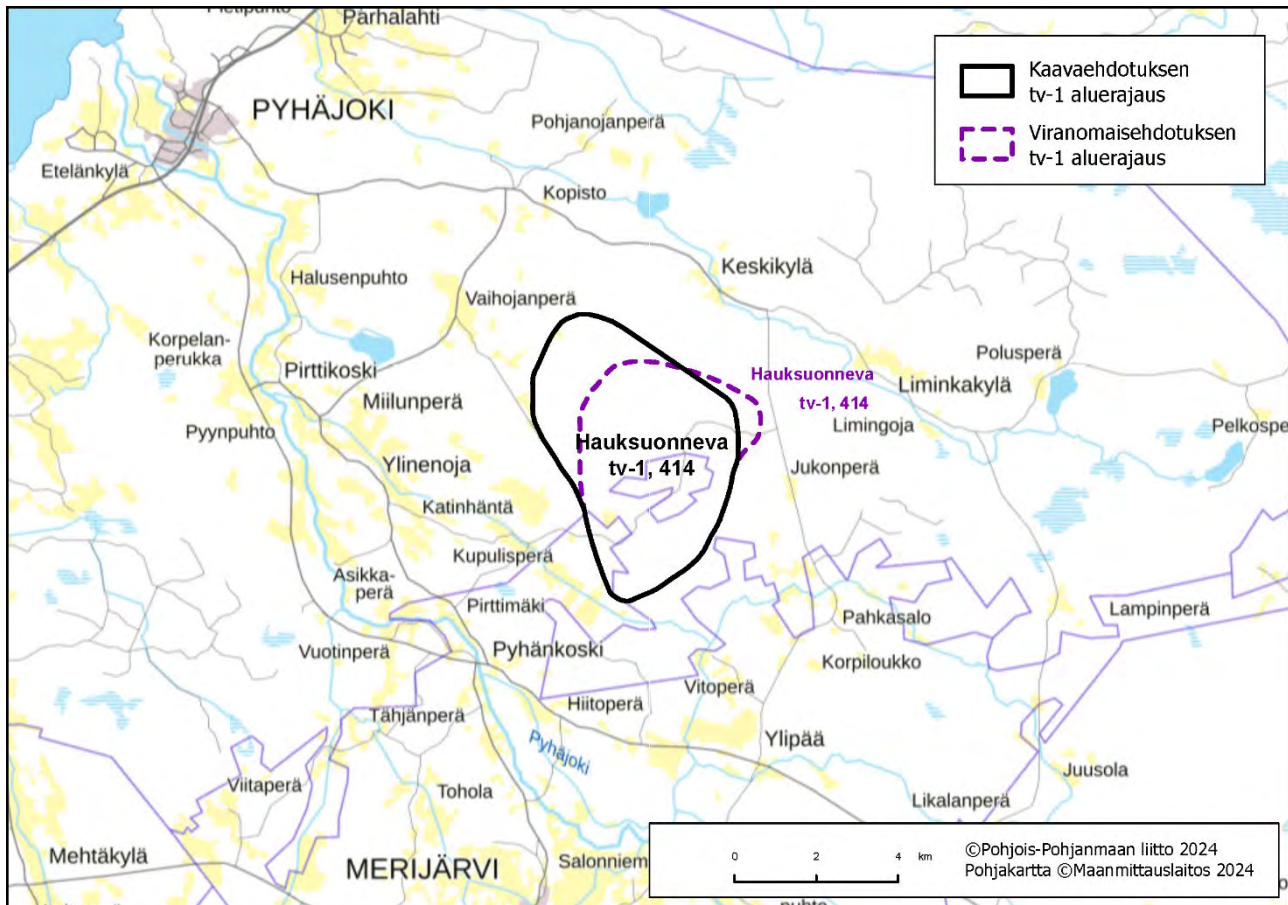 Parhalahti
PYHÄJOKI
Pohjanojanperä
Etelänkylä
Kopisto
Kaavaehdotuksen
tv-1 aluerajaus
Viranomaisehdotuksen
tv-1 aluerajaus
Keskikylä
Halusenpuhto
Vaihojanperä
Korpelan-
perukka
Pirttikoski
Miilunperä
Pyynpuhto
Hauksuonneva
tv-1, 414
Polusperä
Liminkakylä
Limingoja
Pelkospe
Hauksuonneva
tv-1, 414
Jukonperä
Ylinenoja
Katinhäntä
Kupulisperä
Asikka-
perä
Pirttimäki
Lampinperä
Pahkasalo
Vuotinperä
Pyhänkoski
Korpiloukko
Vitoperä
Hiitoperä
Tähjänperä
Ylipää
Pyhäjoki
Viitaperä
Tohola
Juusola
Likalanperä
Mehtäkylä
MERIJÄRVI
Salonniem
0 2 4 km
©Pohjois-Pohjanmaan liitto 2024
Pohjakartta ©Maanmittauslaitos 2024